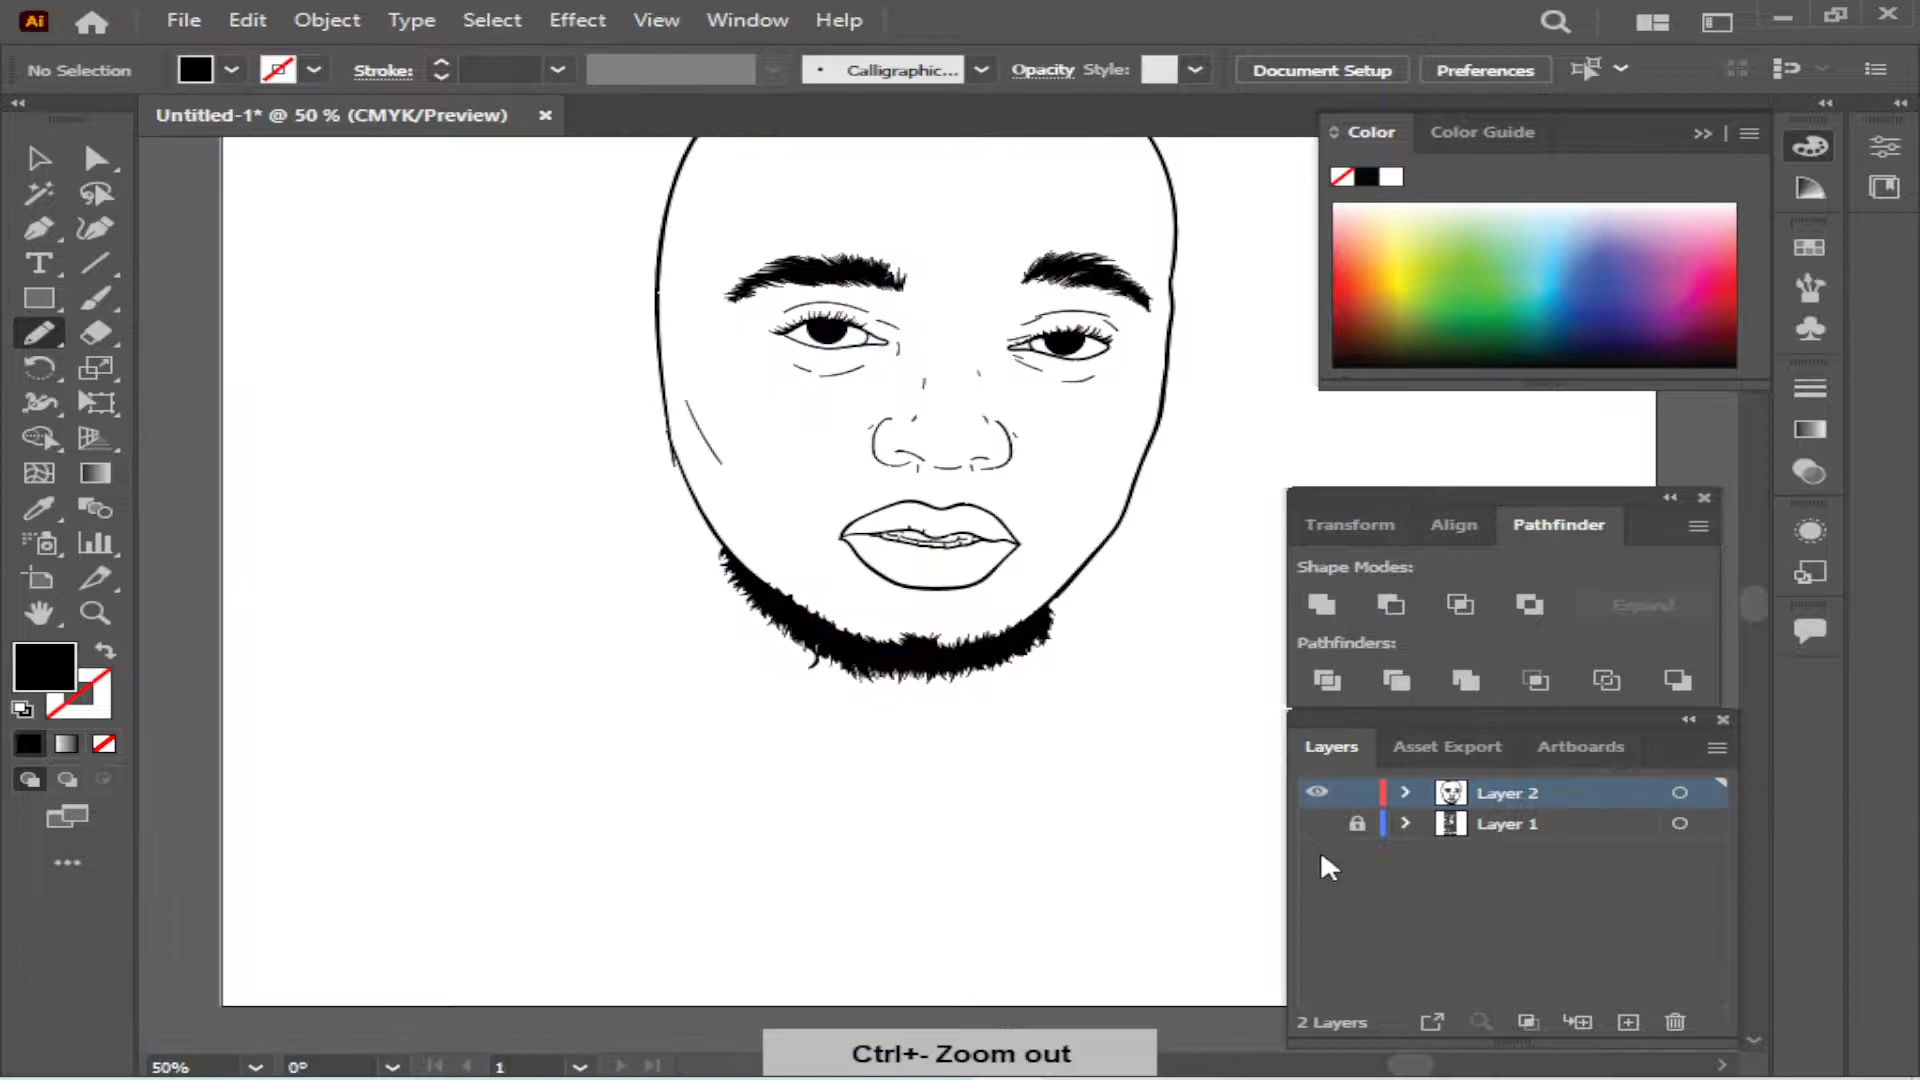 Ai File Edit Object Type Select Effect View Window Help
No Selection Stroke: Calligraphic... Opacity Style: Document Setup Preferences
Untitled-1* @ 50 % (CMYK/Preview)
Color Color Guide
Transform Align Pathfinder
Shape Modes:
Expand
Pathfinders:
Layers Asset Export Artboards
Layer 2
Layer 1
2 Layers
Ctrl+- Zoom out
50% 0° 1